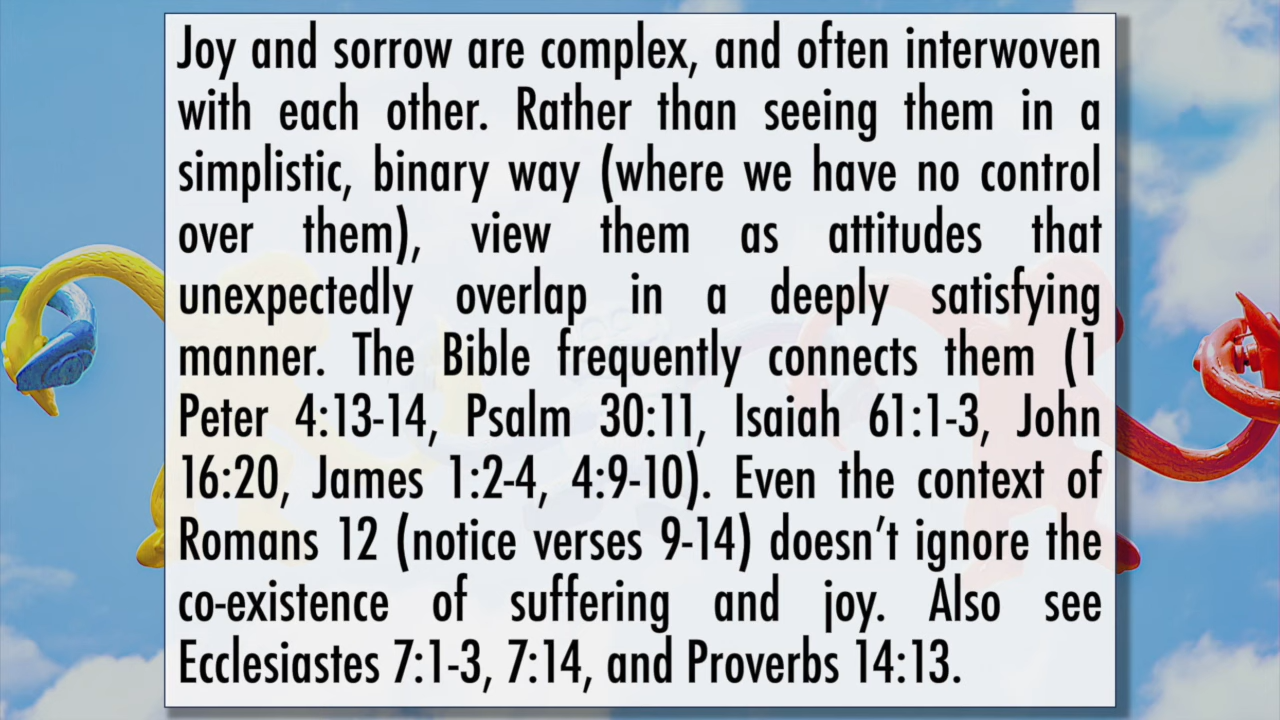 Joy and sorrow are complex, and often interwoven
with each other. Rather than seeing them in a
simplistic, binary way (where we have no control
over them), view them as attitudes that
unexpectedly overlap in a deeply satisfying
manner. The Bible frequently connects them (1
Peter 4:13-14, Psalm 30:11, Isaiah 61:1-3, John
16:20, James 1:2-4, 4:9-10). Even the context of
Romans 12 (notice verses 9-14) doesn't ignore the
co-existence of suffering and joy. Also see
Ecclesiastes 7:1-3, 7:14, and Proverbs 14:13.